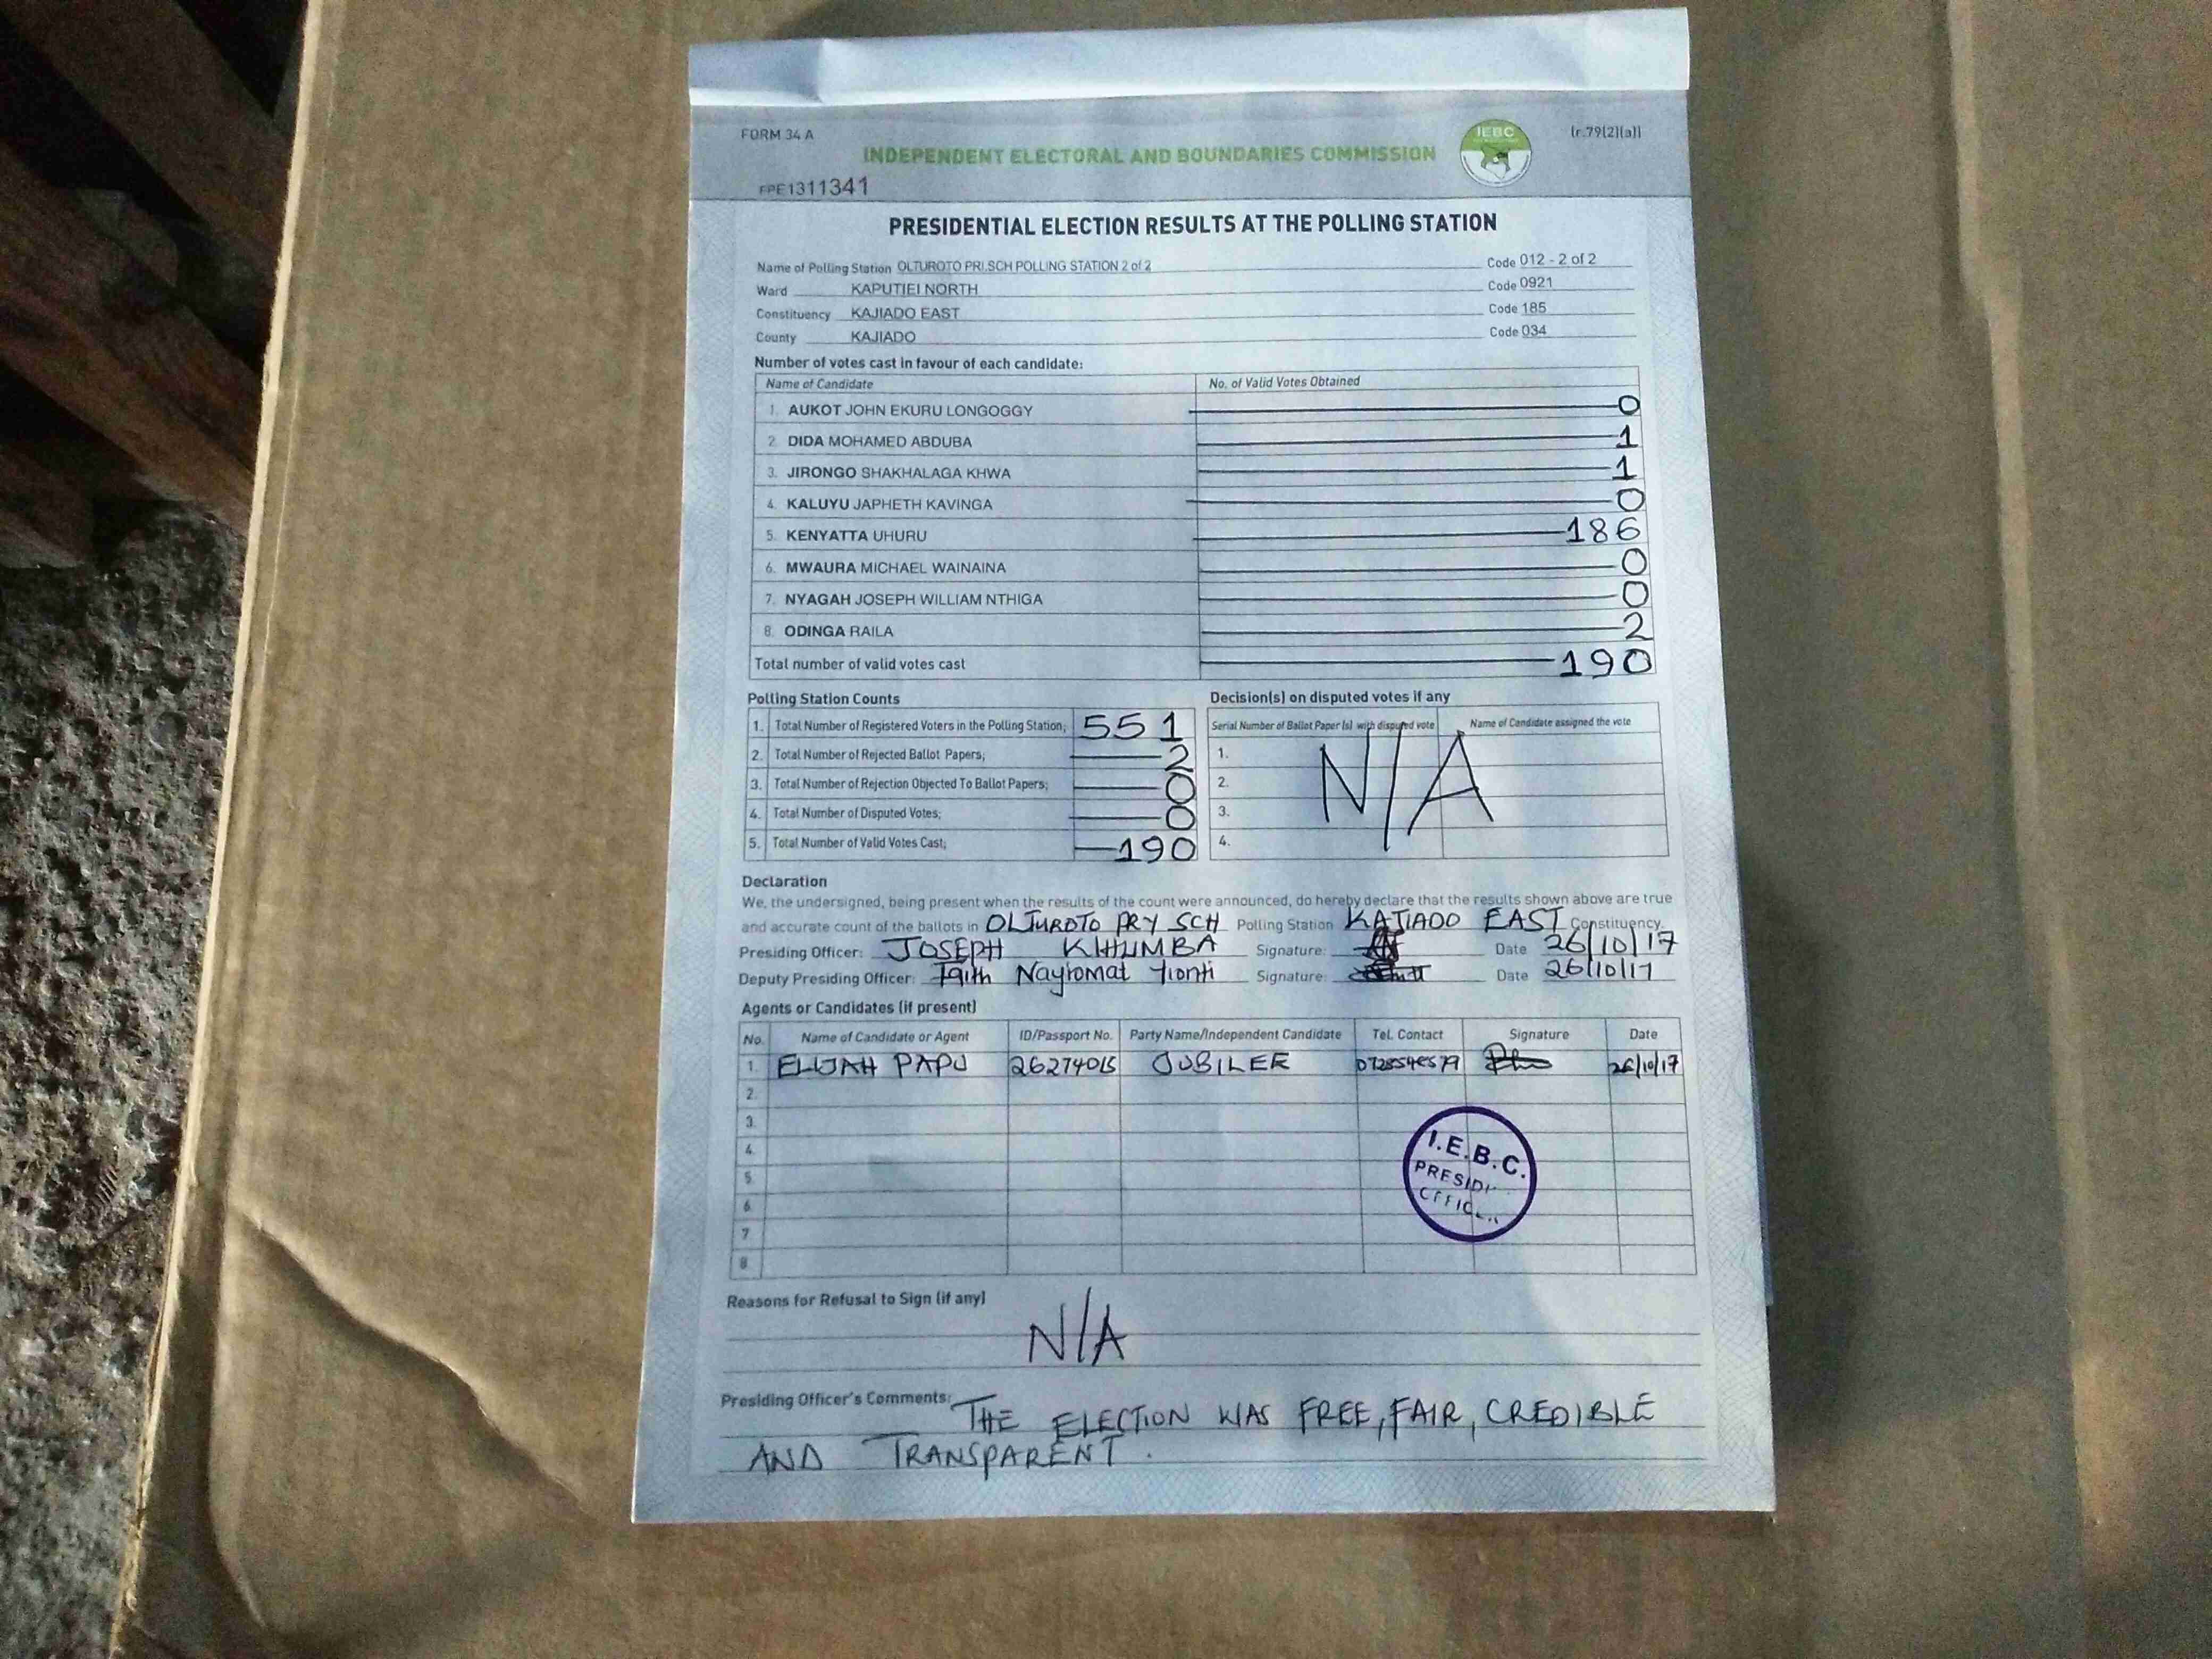 FORM 34 A
(r.79(2)(a))
INDEPENDENT ELECTORAL AND BOUNDARIES COMMISSION
IEBC
FPE1311341
PRESIDENTIAL ELECTION RESULTS AT THE POLLING STATION
Name of Polling Station OLTUROTO PRI.SCH POLLING STATION 2 of 2 Code 012 - 2 of 2
Ward KAPUTIEI NORTH Code 0921
Constituency KAJIADO EAST Code 185
County KAJIADO Code 034
Number of votes cast in favour of each candidate:
Name of Candidate No. of Valid Votes Obtained
1. AUKOT JOHN EKURU LONGOGGY 0
2. DIDA MOHAMED ABDUBA 1
3. JIRONGO SHAKHALAGA KHWA 1
4. KALUYU JAPHETH KAVINGA 0
5. KENYATTA UHURU 186
6. MWAURA MICHAEL WAINAINA 0
7. NYAGAH JOSEPH WILLIAM NTHIGA 0
8. ODINGA RAILA 2
Total number of valid votes cast 190
Polling Station Counts
1. Total Number of Registered Voters in the Polling Station; 551
2. Total Number of Rejected Ballot Papers; 2
3. Total Number of Rejection Objected To Ballot Papers; 0
4. Total Number of Disputed Votes; 0
5. Total Number of Valid Votes Cast; 190
Decision(s) on disputed votes if any
Serial Number of Ballot Paper (s) with disputed vote Name of Candidate assigned the vote
1.
2.
3.
4.
N/A
Declaration
We, the undersigned, being present when the results of the count were announced, do hereby declare that the results shown above are true
and accurate count of the ballots in OLTUROTO PRY SCH Polling Station KAJIADO EAST Constituency.
Presiding Officer: JOSEPH KHUMBA Signature: Date 26/10/17
Deputy Presiding Officer: Signature: Date 26/10/17
Agents or Candidates (if present)
No. Name of Candidate or Agent ID/Passport No. Party Name/Independent Candidate Tel. Contact Signature Date
1. ELIJAH PAPU JUBILEE 26/10/17
2.
3.
4.
5.
6.
7
8
I.E.B.C.
Reasons for Refusal to Sign (if any)
N/A
Presiding Officer's Comments: THE ELECTION WAS FREE, FAIR, CREDIBLE
AND TRANSPARENT.